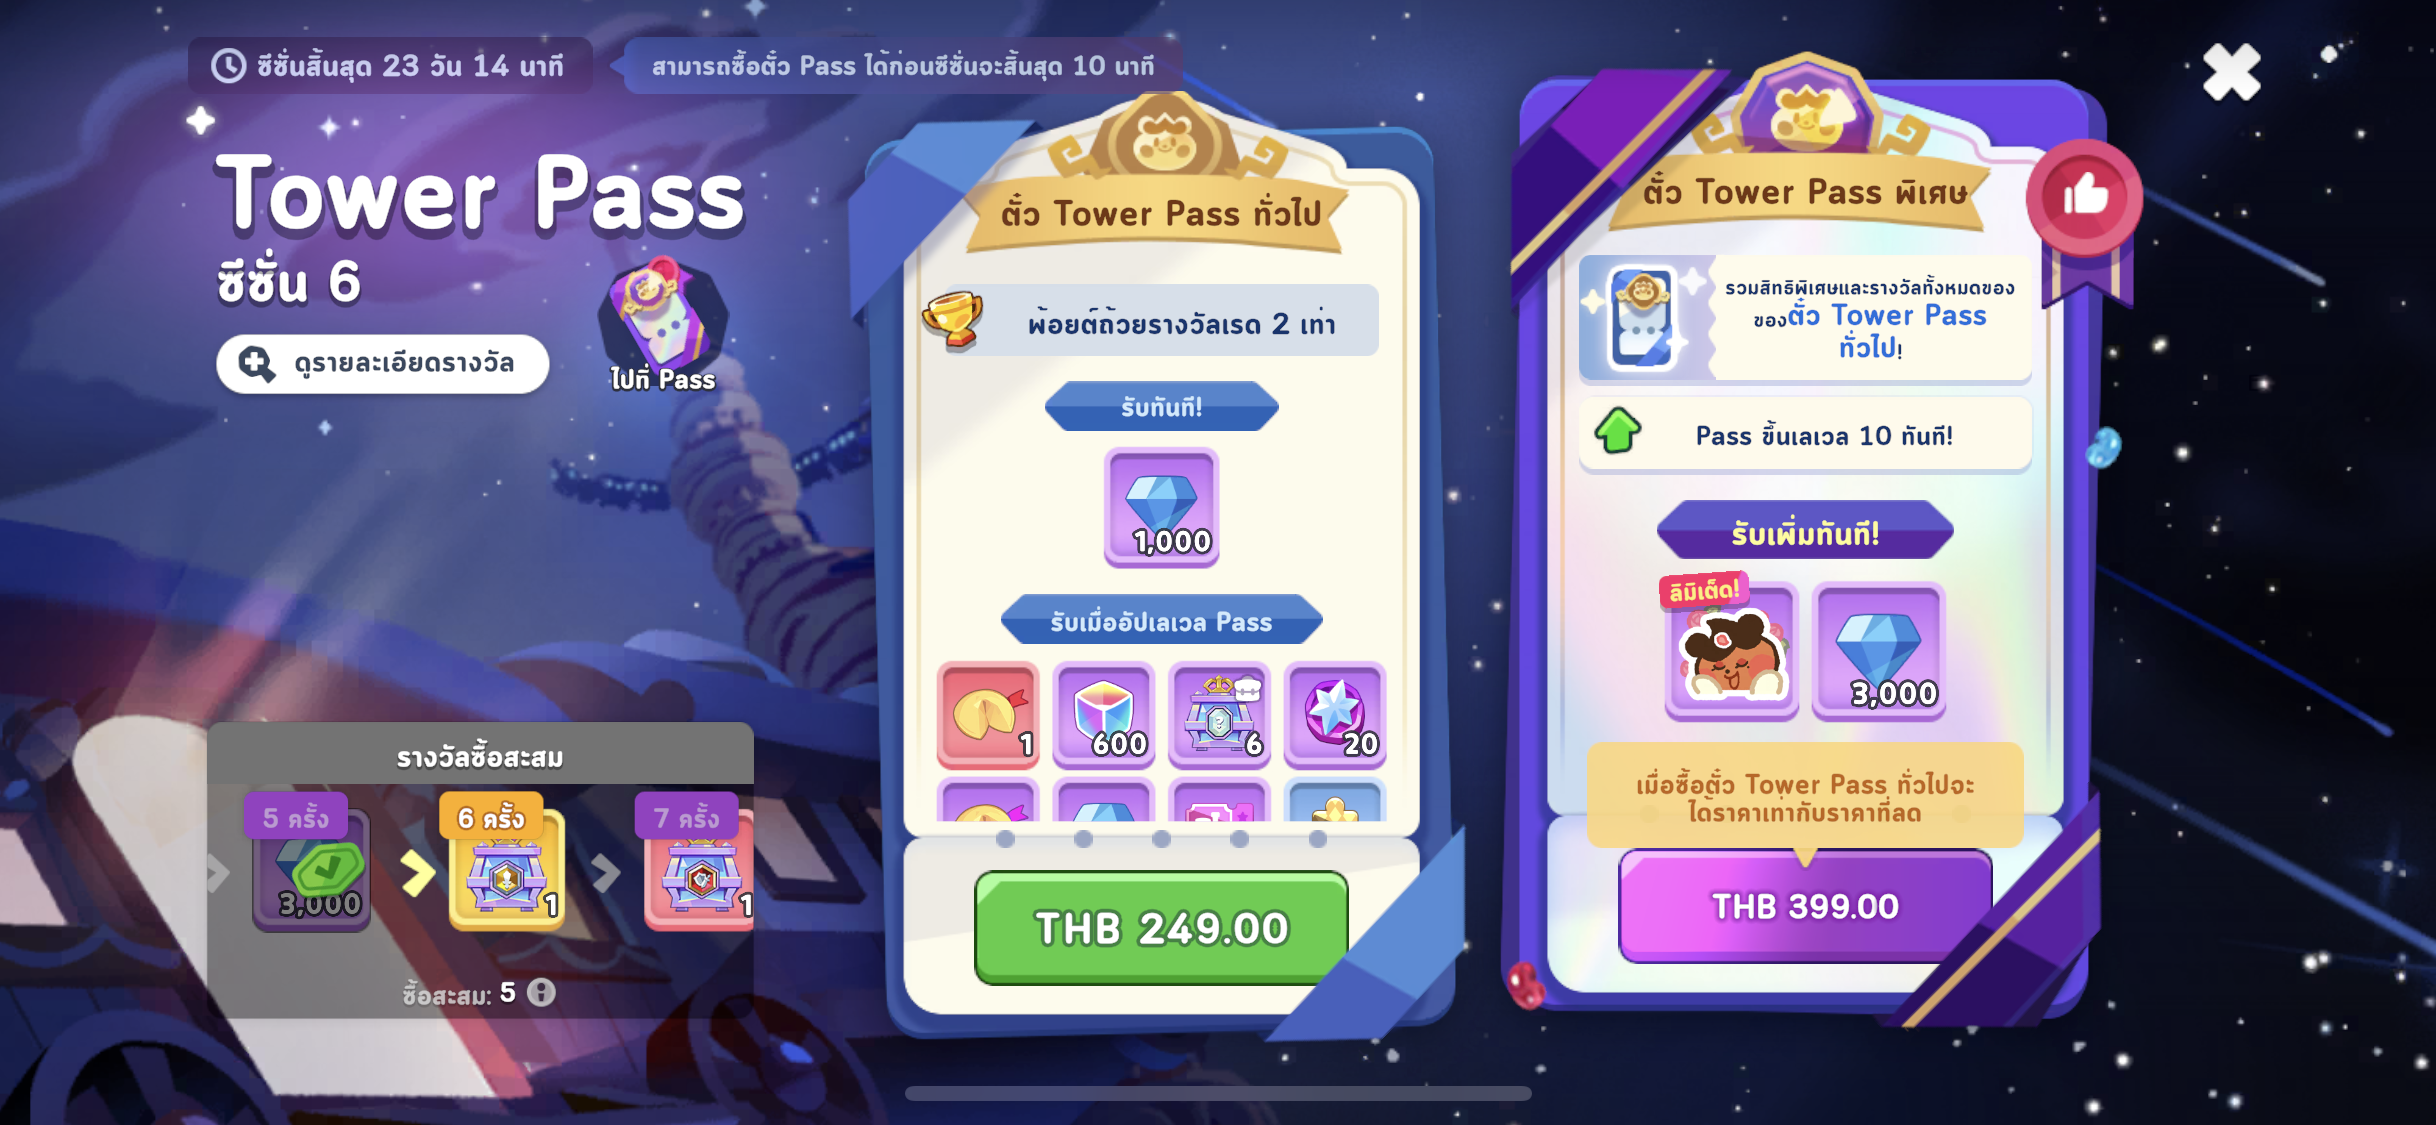 ซีซั่นสิ้นสุด 23 วัน 14 นาที
สามารถซื้อตั๋ว Pass ได้ก่อนซีซั่นจะสิ้นสุด 10 นาที
Tower Pass
ซีซั่น 6
ดูรายละเอียดรางวัล
ไปที่ Pass
รางวัลซื้อสะสม
5 ครั้ง
6 ครั้ง
7 ครั้ง
3,000
1
1
ซื้อสะสม: 5
ตั๋ว Tower Pass ทั่วไป
พ้อยต์ถ้วยรางวัลเรด 2 เท่า
รับทันที!
1,000
รับเมื่ออัปเลเวล Pass
1
600
6
20
THB 249.00
ตั๋ว Tower Pass พิเศษ
รวมสิทธิพิเศษและรางวัลทั้งหมดของ
ของตั๋ว Tower Pass
ทั่วไป!
Pass ขึ้นเลเวล 10 ทันที!
รับเพิ่มทันที!
ลิมิเต็ด!
3,000
เมื่อซื้อตั๋ว Tower Pass ทั่วไปจะ
ได้ราคาเท่ากับราคาที่ลด
THB 399.00